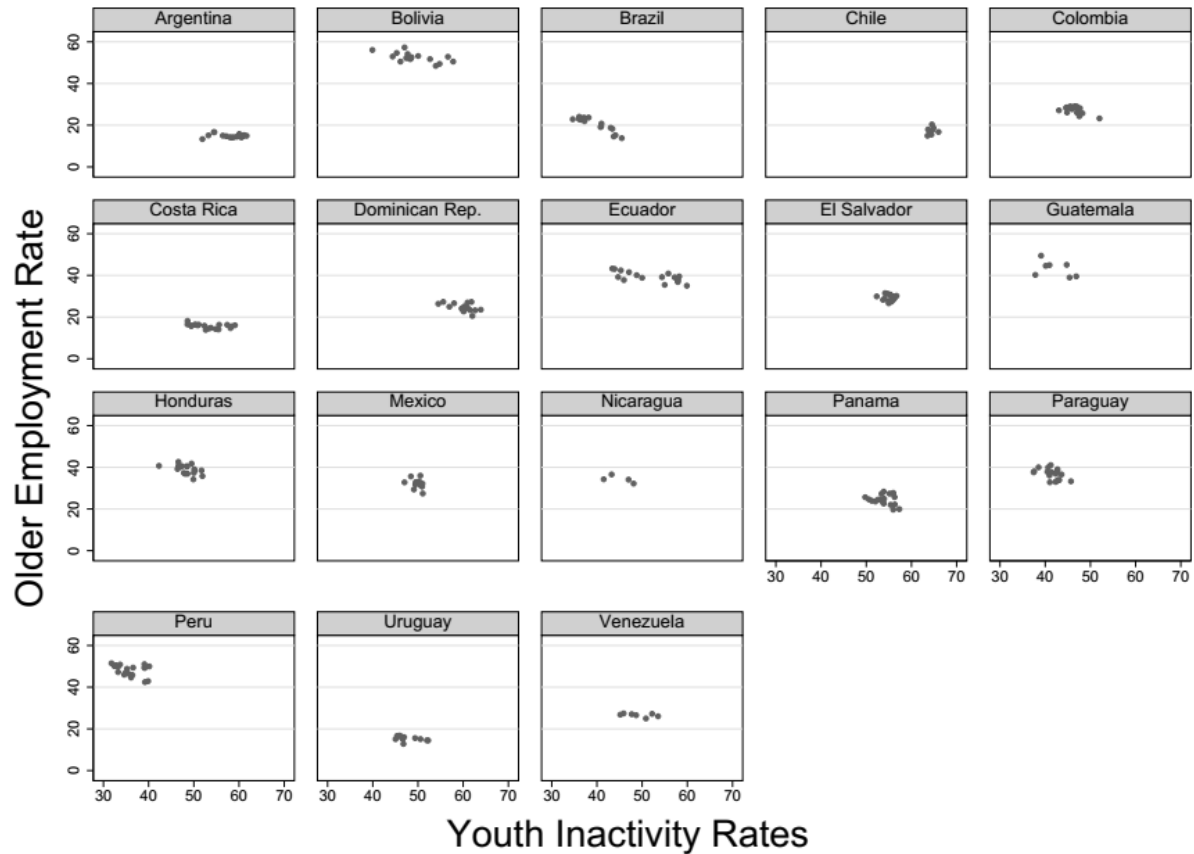 Argentina Bolivia Brazil Chile Colombia
0 20 40 60
Costa Rica Dominican Rep. Ecuador El Salvador Guatemala
0 20 40 60
Honduras Mexico Nicaragua Panama Paraguay
0 20 40 60
30 40 50 60 70 30 40 50 60 70
Peru Uruguay Venezuela
0 20 40 60
30 40 50 60 70 30 40 50 60 70 30 40 50 60 70
Older Employment Rate
Youth Inactivity Rates